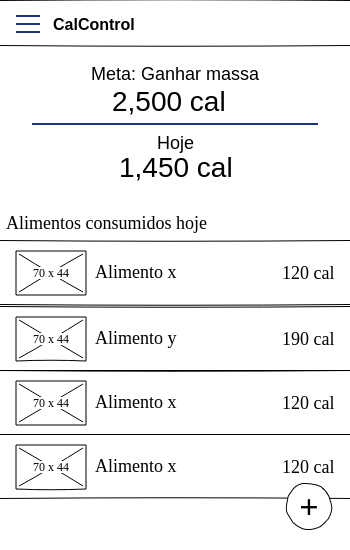 CalControl
Meta: Ganhar massa
2,500 cal
Hoje
1,450 cal
Alimentos consumidos hoje
70 x 44 Alimento x 120 cal
70 x 44 Alimento y 190 cal
70 x 44 Alimento x 120 cal
70 x 44 Alimento x 120 cal
+